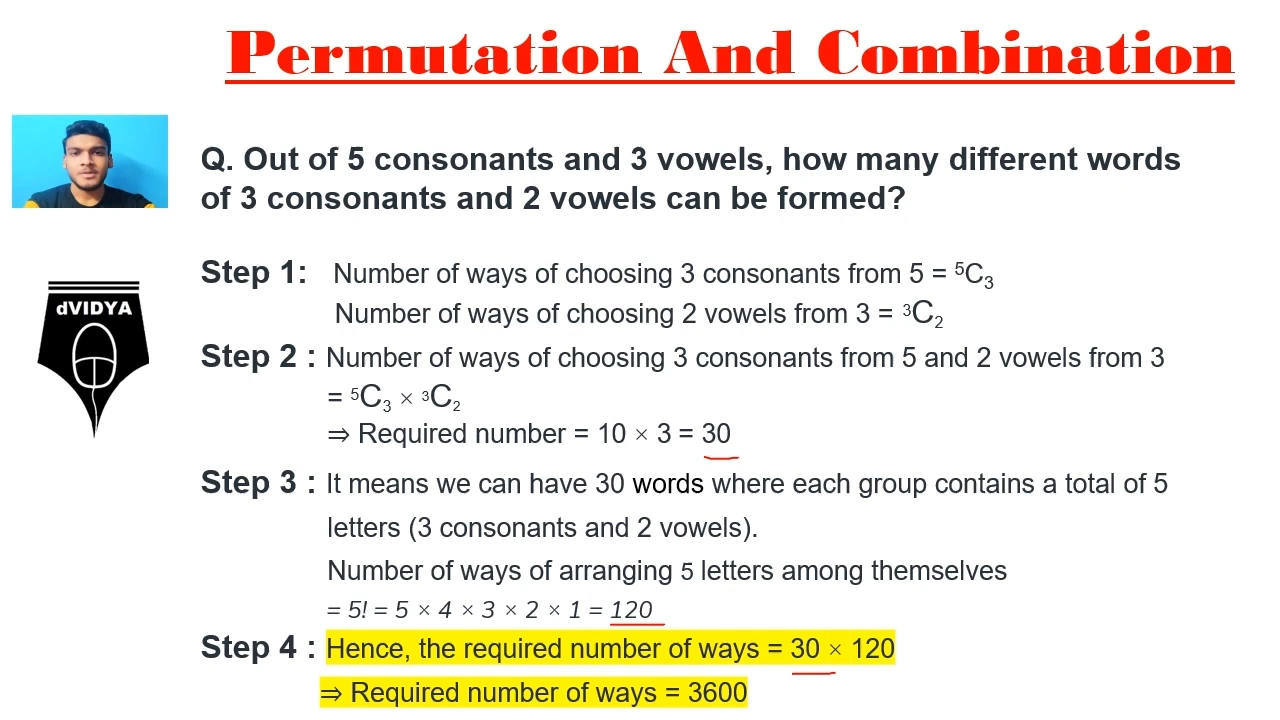 Permutation And Combination
Q. Out of 5 consonants and 3 vowels, how many different words
of 3 consonants and 2 vowels can be formed?
dVIDYA
Step 1: Number of ways of choosing 3 consonants from 5 = ⁵C₃
Number of ways of choosing 2 vowels from 3 = ³C₂
Step 2 : Number of ways of choosing 3 consonants from 5 and 2 vowels from 3
= ⁵C₃ × ³C₂
⇒ Required number = 10 × 3 = 30
Step 3 : It means we can have 30 words where each group contains a total of 5
letters (3 consonants and 2 vowels).
Number of ways of arranging 5 letters among themselves
= 5! = 5 × 4 × 3 × 2 × 1 = 120
Step 4 : Hence, the required number of ways = 30 × 120
⇒ Required number of ways = 3600